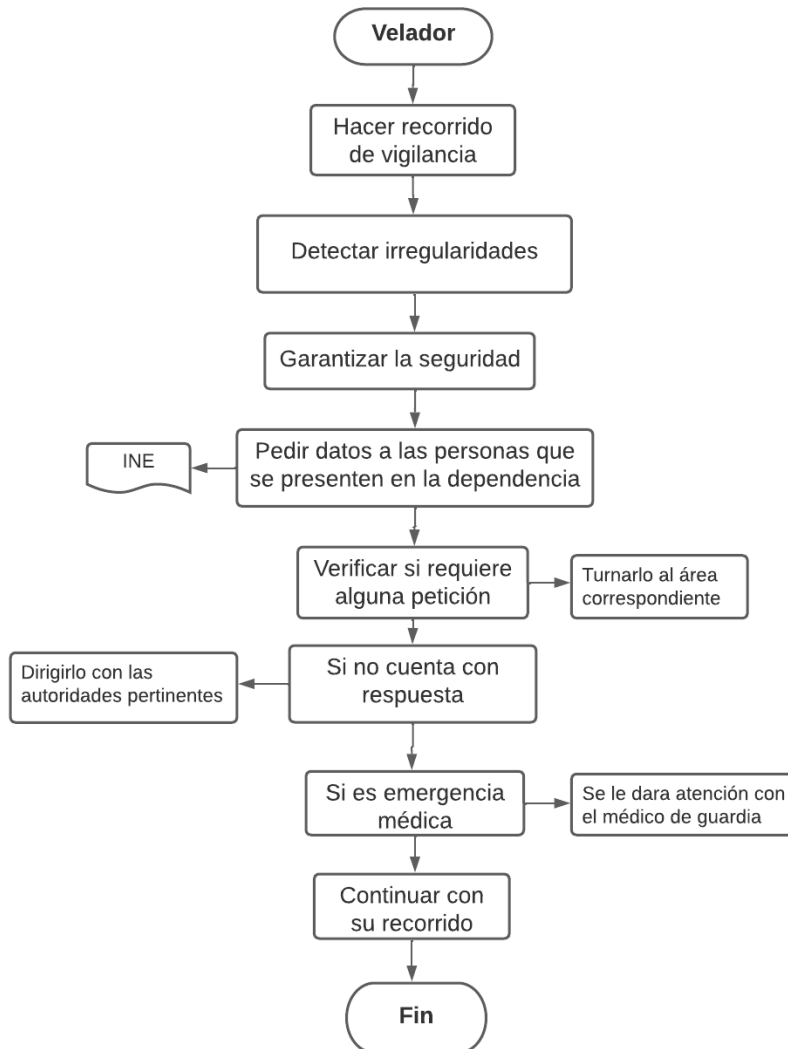 Velador
Hacer recorrido
de vigilancia
Detectar irregularidades
Garantizar la seguridad
Pedir datos a las personas que
se presenten en la dependencia
INE
Verificar si requiere
alguna petición
Turnarlo al área
correspondiente
Si no cuenta con
respuesta
Dirigirlo con las
autoridades pertinentes
Si es emergencia
médica
Se le dara atención con
el médico de guardia
Continuar con
su recorrido
Fin